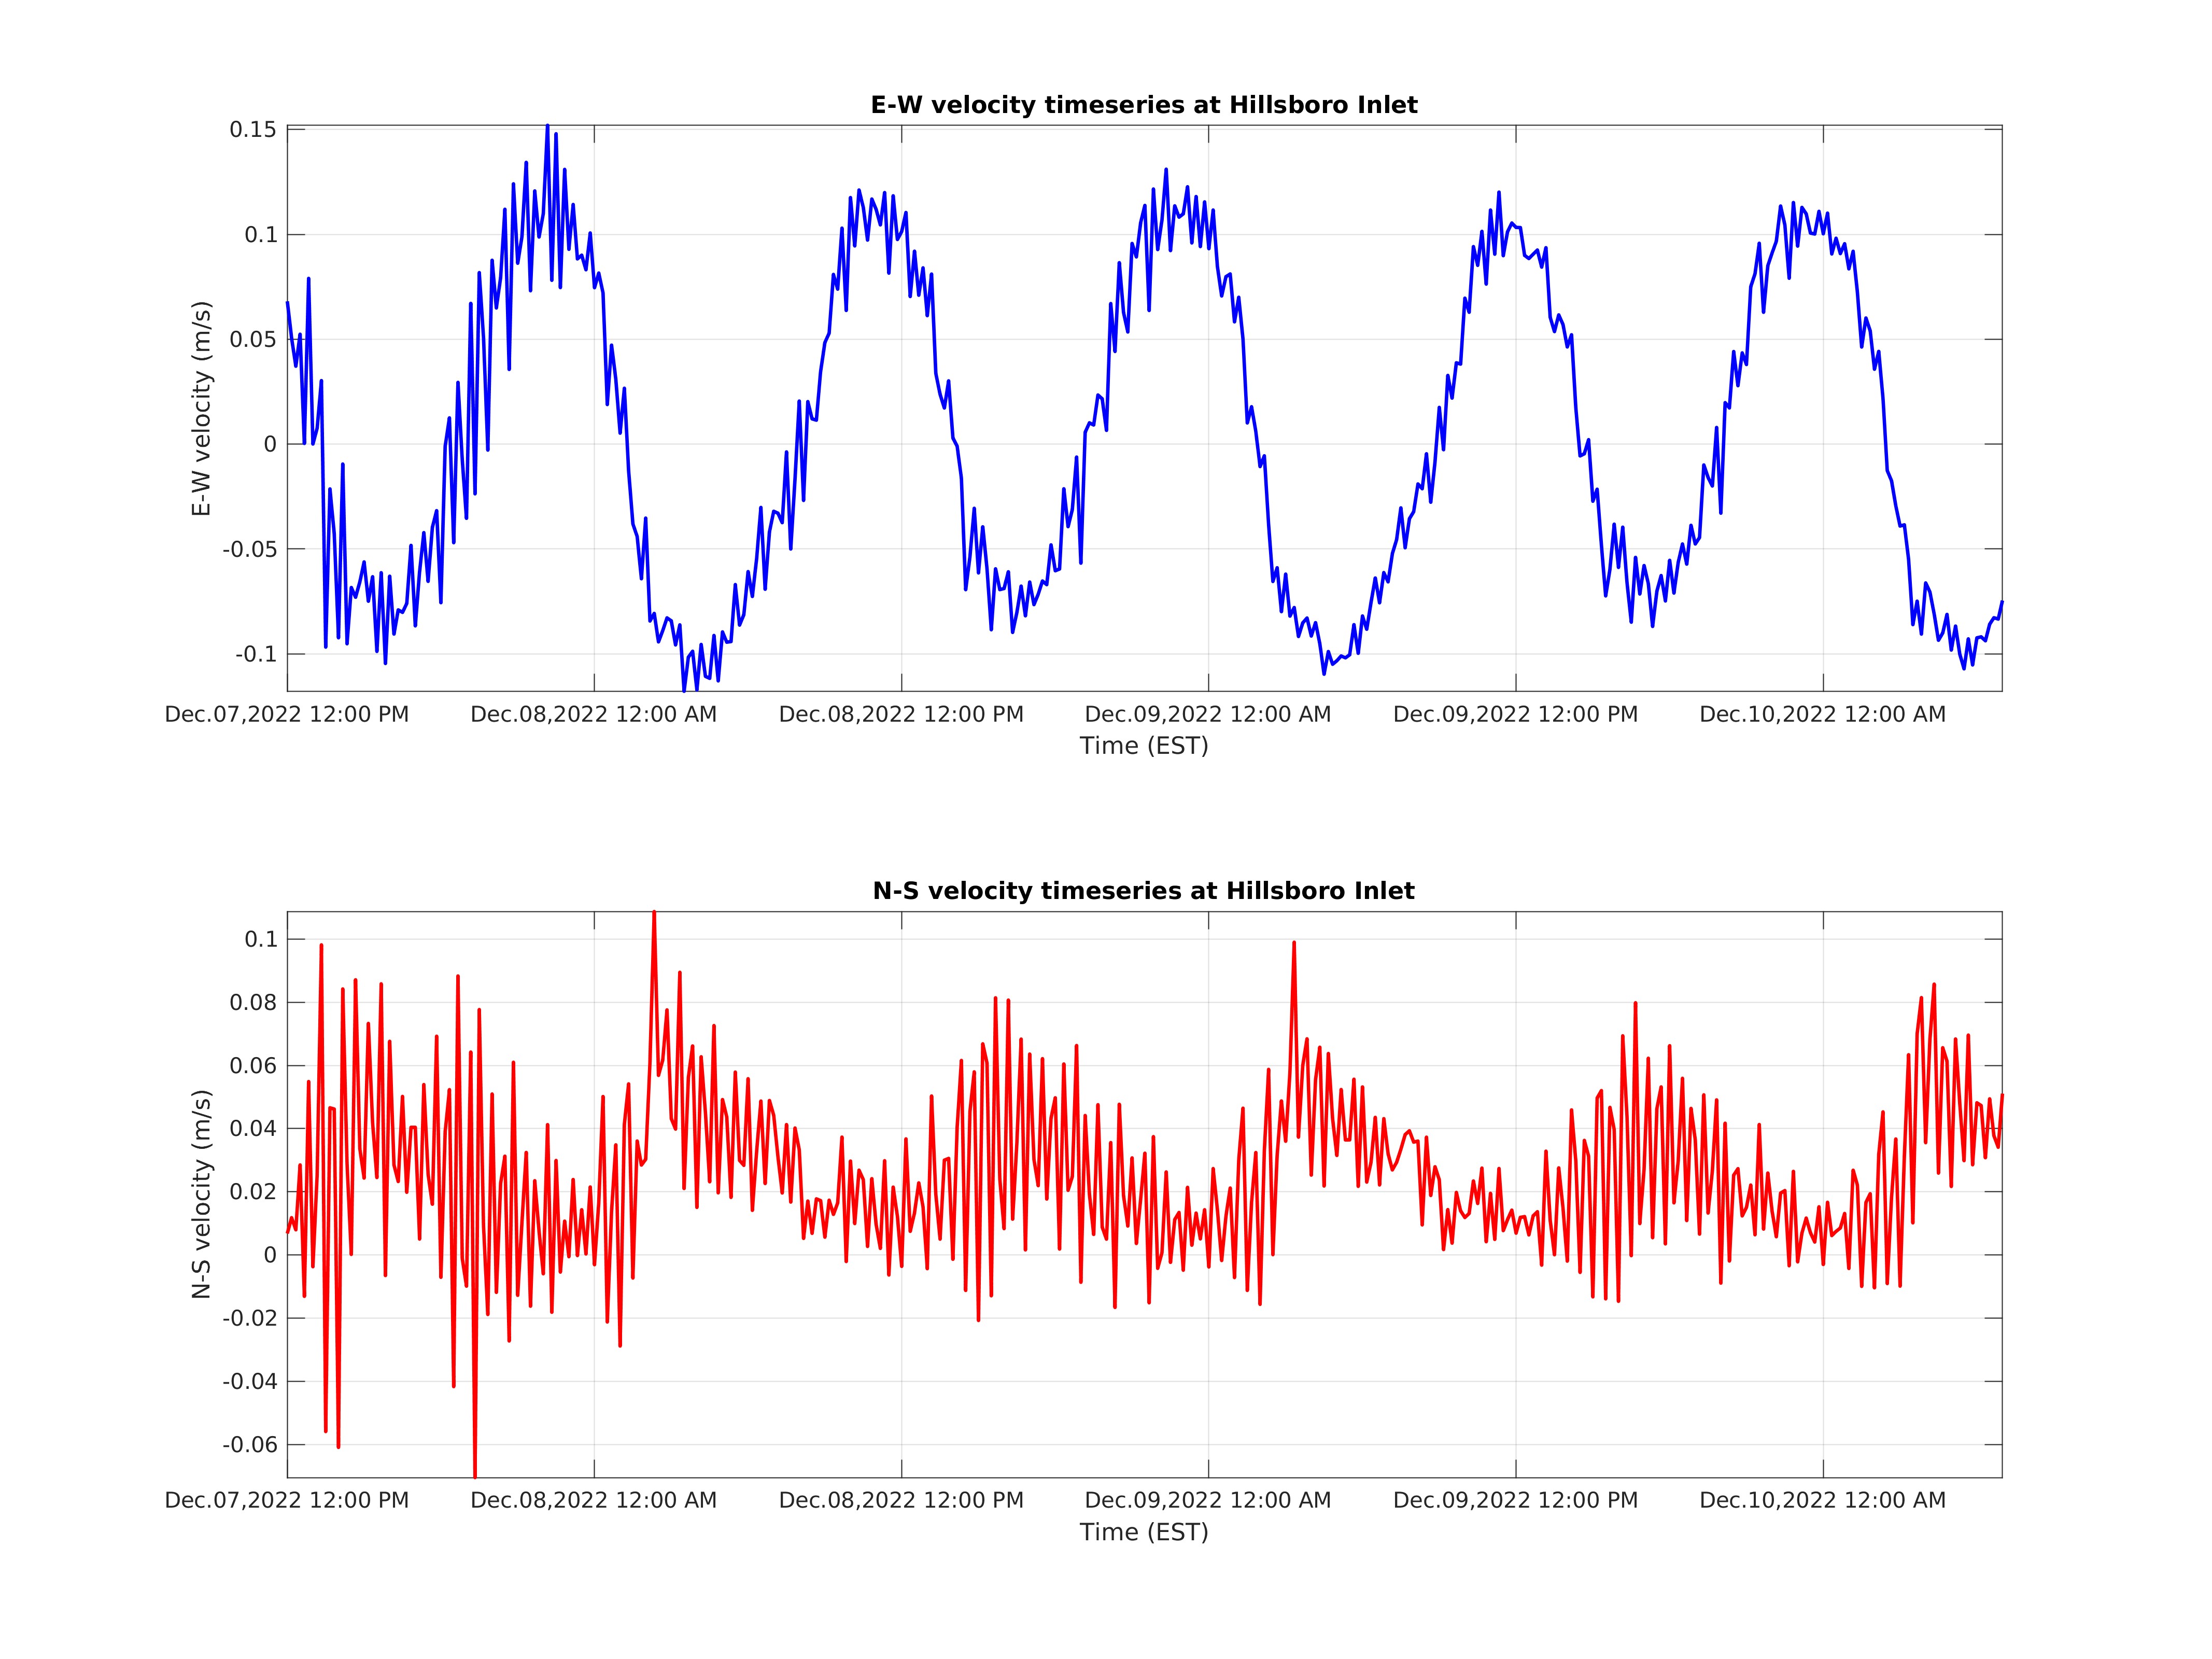 E-W velocity timeseries at Hillsboro Inlet
0.15
0.1
0.05
0
-0.05
-0.1
E-W velocity (m/s)
Dec.07,2022 12:00 PM Dec.08,2022 12:00 AM Dec.08,2022 12:00 PM Dec.09,2022 12:00 AM Dec.09,2022 12:00 PM Dec.10,2022 12:00 AM
Time (EST)
N-S velocity timeseries at Hillsboro Inlet
0.1
0.08
0.06
0.04
0.02
0
-0.02
-0.04
-0.06
N-S velocity (m/s)
Dec.07,2022 12:00 PM Dec.08,2022 12:00 AM Dec.08,2022 12:00 PM Dec.09,2022 12:00 AM Dec.09,2022 12:00 PM Dec.10,2022 12:00 AM
Time (EST)